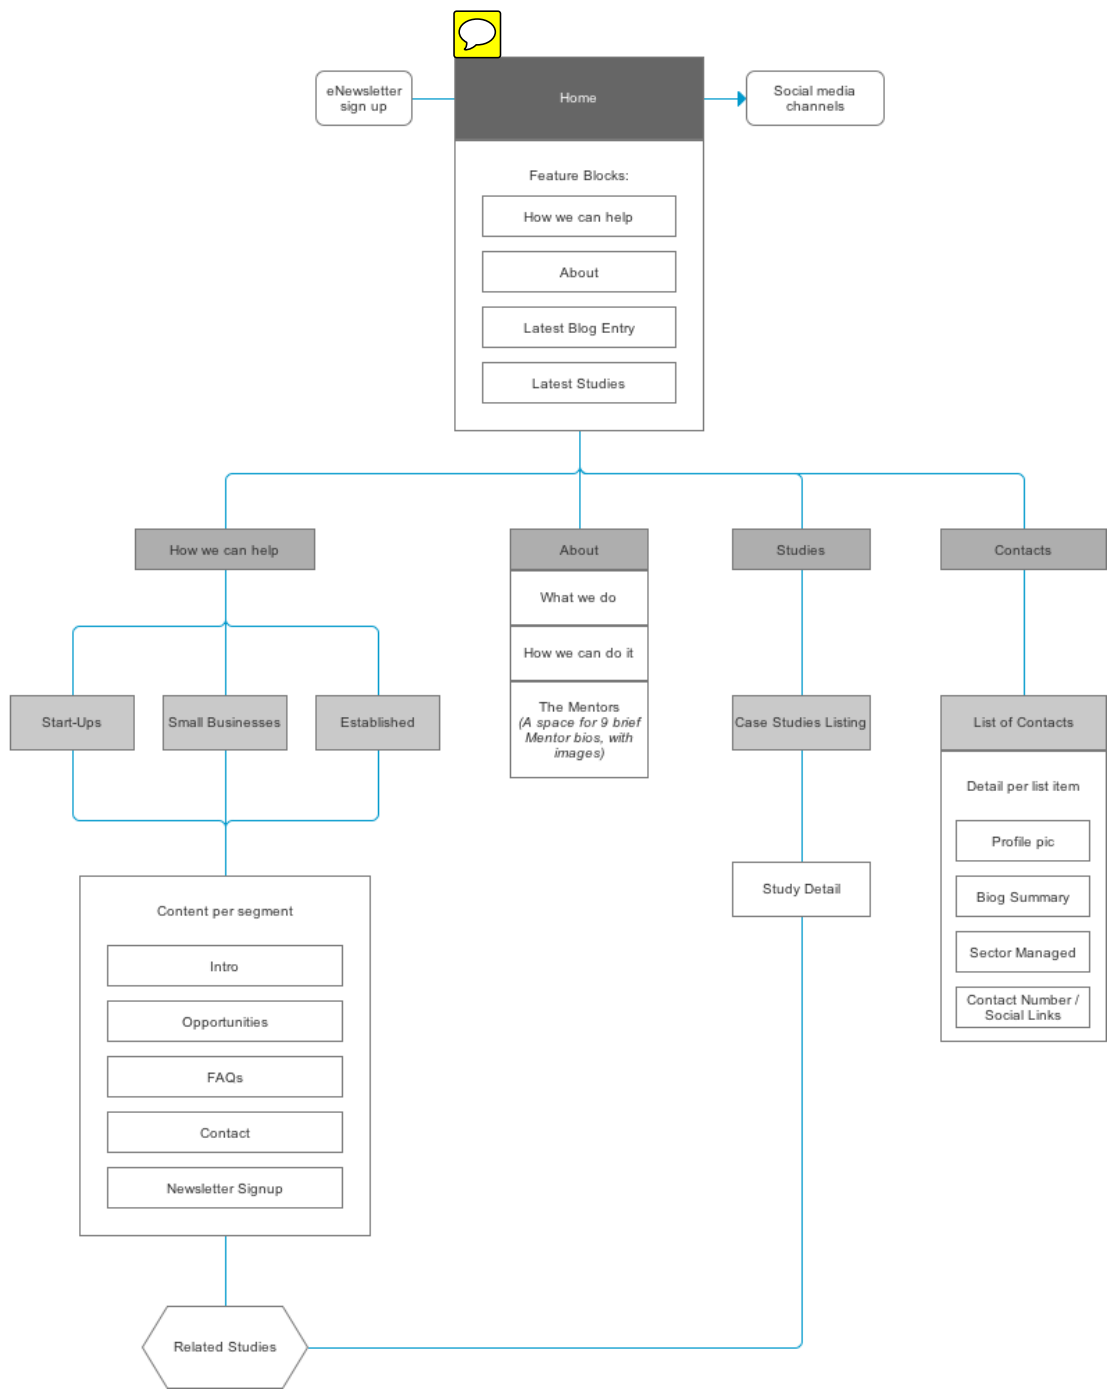 eNewsletter
sign up
Home
Social media
channels
Feature Blocks:
How we can help
About
Latest Blog Entry
Latest Studies
How we can help
About
Studies
Contacts
What we do
How we can do it
The Mentors
(A space for 9 brief
Mentor bios, with
images)
Start-Ups
Small Businesses
Established
Case Studies Listing
List of Contacts
Detail per list item
Profile pic
Biog Summary
Sector Managed
Contact Number /
Social Links
Study Detail
Content per segment
Intro
Opportunities
FAQs
Contact
Newsletter Signup
Related Studies